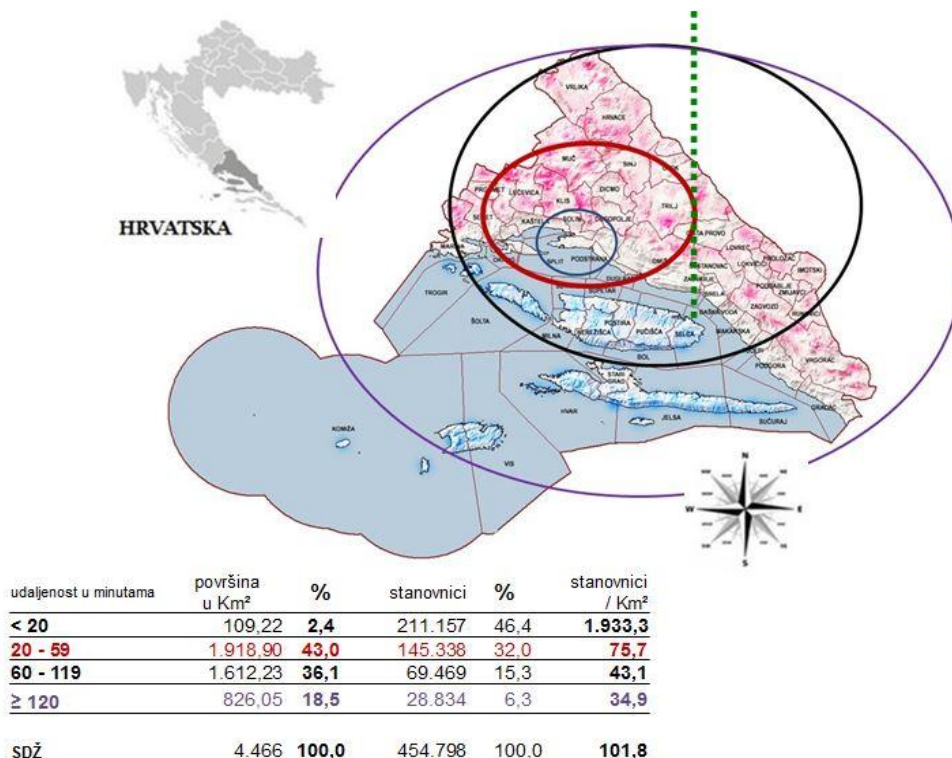 HRVATSKA
VRLIKA
HRVACE
MUČ
SINJ
LEĆEVICA
DICMO
KLIS
TRILJ
SOLIN
LOVREĆ
LOKVIČIĆI
PROLOŽAC
IMOTSKI
PODBABLJE
ZMIJAVCI
ZAGVOZD
SPLIT
PODSTRANA
SUPETAR
TROGIR
ŠOLTA
MILNA
NEREŽIŠĆA
POSTIRA
PUČIŠĆA
SELCA
BOL
MAKARSKA
PODGORA
VRGORAC
GRADAC
STARI
GRAD
HVAR
JELSA
SUĆURAJ
KOMIŽA
VIS
N
W
E
S
udaljenost u minutama površina u Km² % stanovnici % stanovnici / Km²
< 20 109,22 2,4 211.157 46,4 1.933,3
20 - 59 1.918,90 43,0 145.338 32,0 75,7
60 - 119 1.612,23 36,1 69.469 15,3 43,1
≥ 120 826,05 18,5 28.834 6,3 34,9
SDŽ 4.466 100,0 454.798 100,0 101,8